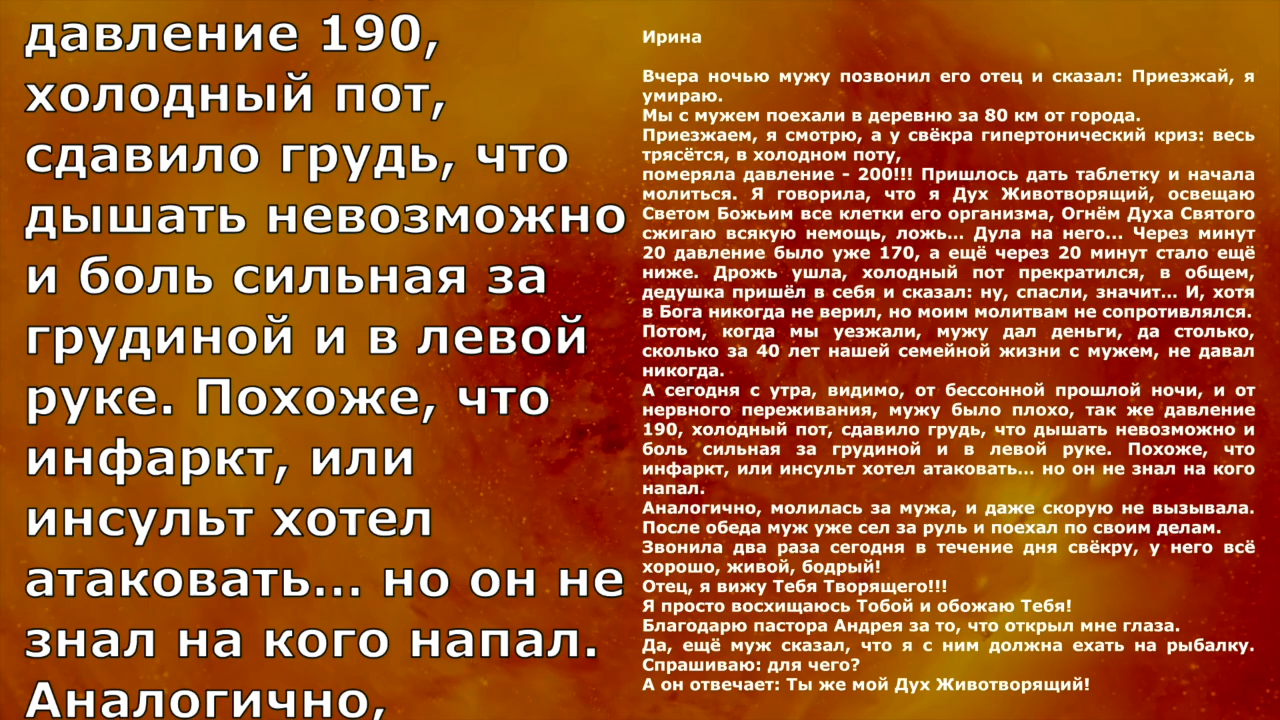 давление 190,
холодный пот,
сдавило грудь, что
дышать невозможно
и боль сильная за
грудиной и в левой
руке. Похоже, что
инфаркт, или
инсульт хотел
атаковать... но он не
знал на кого напал.
Аналогично,
Ирина
Вчера ночью мужу позвонил его отец и сказал: Приезжай, я
умираю.
Мы с мужем поехали в деревню за 80 км от города.
Приезжаем, я смотрю, а у свёкра гипертонический криз: весь
трясётся, в холодном поту,
померяла давление - 200!!! Пришлось дать таблетку и начала
молиться. Я говорила, что я Дух Животворящий, освещаю
Светом Божьим все клетки его организма, Огнём Духа Святого
сжигаю всякую немощь, ложь... Дула на него... Через минут
20 давление было уже 170, а ещё через 20 минут стало ещё
ниже. Дрожь ушла, холодный пот прекратился, в общем,
дедушка пришёл в себя и сказал: ну, спасли, значит... И, хотя
в Бога никогда не верил, но моим молитвам не сопротивлялся.
Потом, когда мы уезжали, мужу дал деньги, да столько,
сколько за 40 лет нашей семейной жизни с мужем, не давал
никогда.
А сегодня с утра, видимо, от бессонной прошлой ночи, и от
нервного переживания, мужу было плохо, так же давление
190, холодный пот, сдавило грудь, что дышать невозможно и
боль сильная за грудиной и в левой руке. Похоже, что
инфаркт, или инсульт хотел атаковать... но он не знал на кого
напал.
Аналогично, молилась за мужа, и даже скорую не вызывала.
После обеда муж уже сел за руль и поехал по своим делам.
Звонила два раза сегодня в течение дня свёкру, у него всё
хорошо, живой, бодрый!
Отец, я вижу Тебя Творящего!!!
Я просто восхищаюсь Тобой и обожаю Тебя!
Благодарю пастора Андрея за то, что открыл мне глаза.
Да, ещё муж сказал, что я с ним должна ехать на рыбалку.
Спрашиваю: для чего?
А он отвечает: Ты же мой Дух Животворящий!